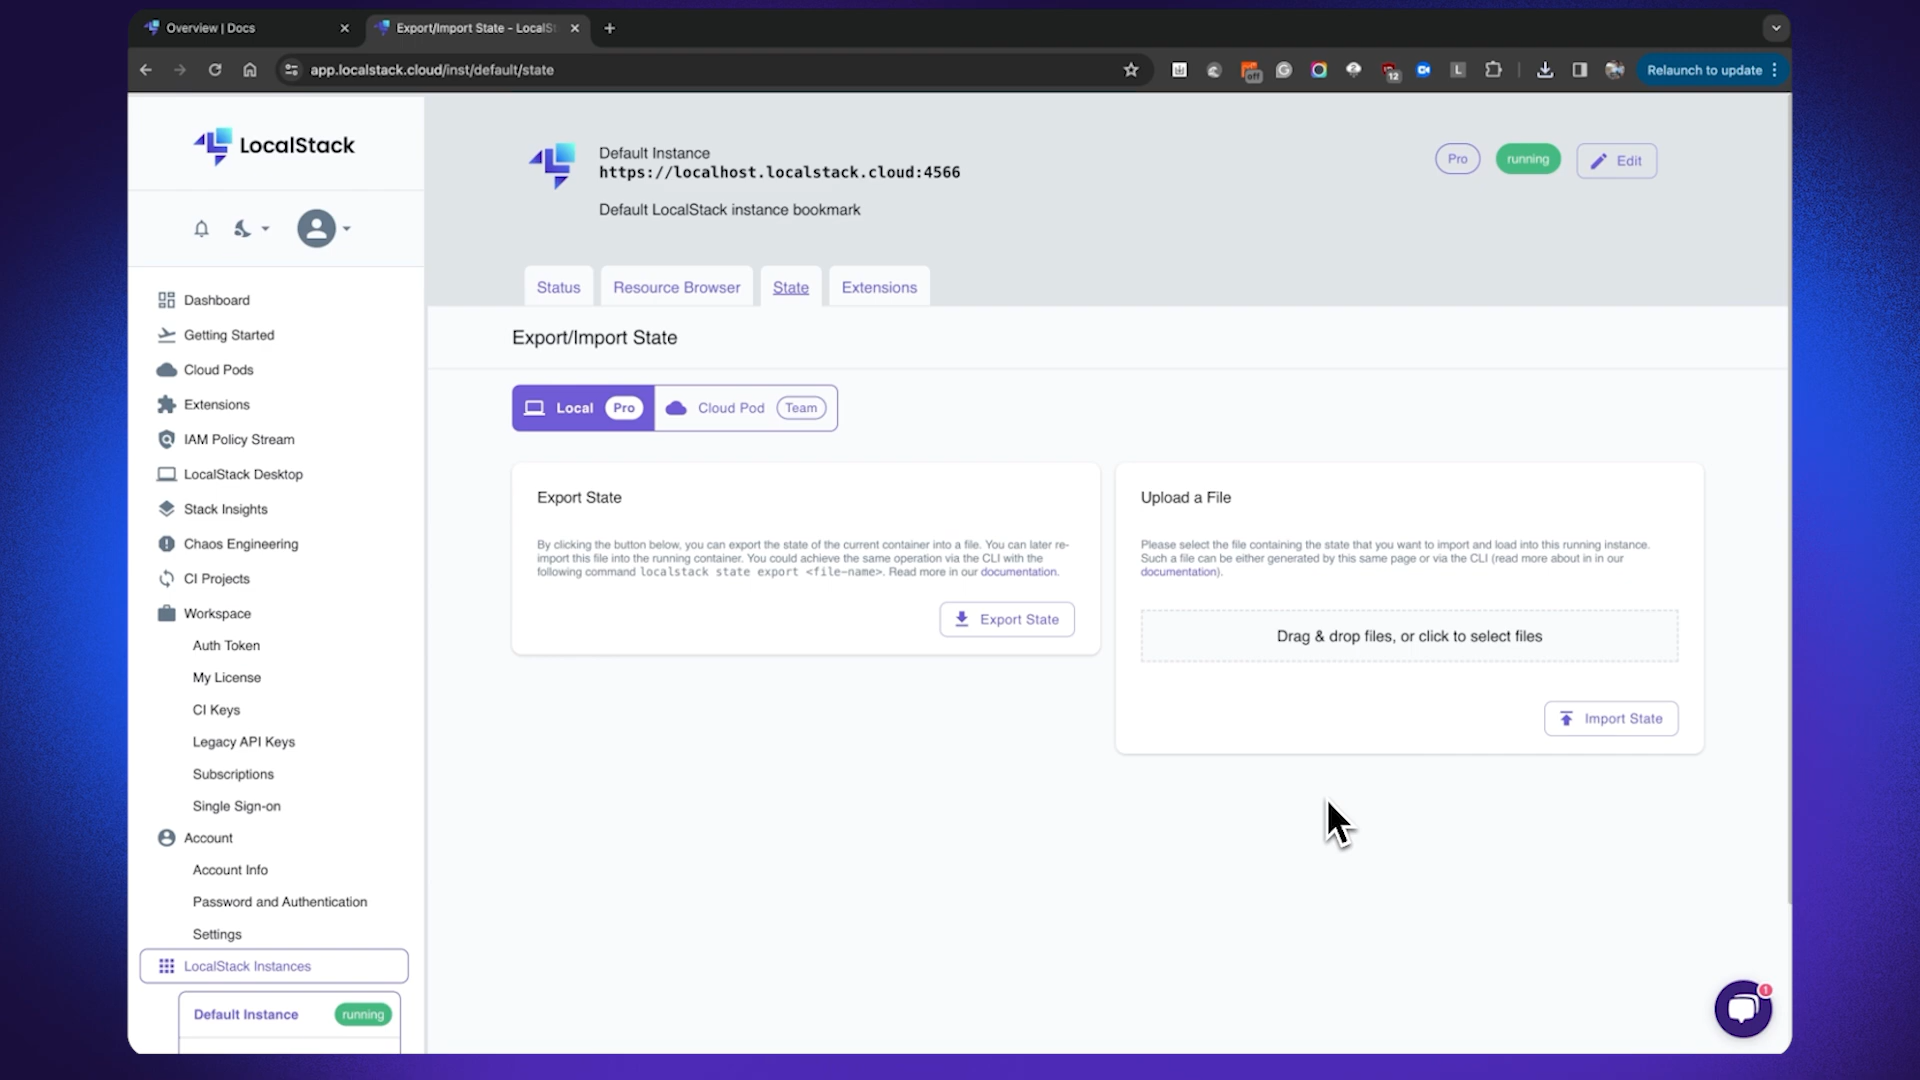 Overview | Docs
Export/Import State - LocalSt
app.localstack.cloud/inst/default/state
off
12
L
Relaunch to update
LocalStack
Dashboard
Getting Started
Cloud Pods
Extensions
IAM Policy Stream
LocalStack Desktop
Stack Insights
Chaos Engineering
CI Projects
Workspace
Auth Token
My License
CI Keys
Legacy API Keys
Subscriptions
Single Sign-on
Account
Account Info
Password and Authentication
Settings
LocalStack Instances
Default Instance
running
Default Instance
https://localhost.localstack.cloud:4566
Default LocalStack instance bookmark
Pro
running
Edit
Status
Resource Browser
State
Extensions
Export/Import State
Local
Pro
Cloud Pod
Team
Export State
By clicking the button below, you can export the state of the current container into a file. You can later re-
import this file into the running container. You could achieve the same operation via the CLI with the
following command localstack state export <file-name>. Read more in our documentation.
Export State
Upload a File
Please select the file containing the state that you want to import and load into this running instance.
Such a file can be either generated by this same page or via the CLI (read more about in in our
documentation).
Drag & drop files, or click to select files
Import State
1